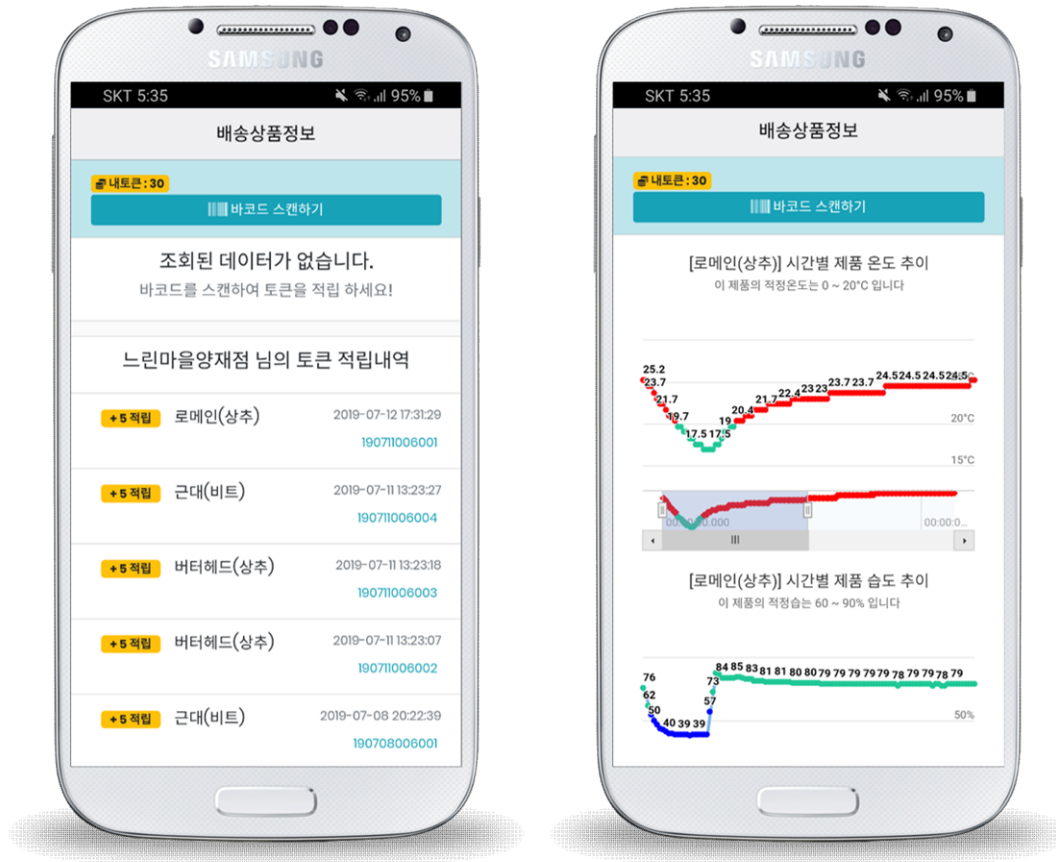 SAMSUNG
SKT 5:35 95%
배송상품정보
내토큰 : 30
바코드 스캔하기
조회된 데이터가 없습니다.
바코드를 스캔하여 토큰을 적립 하세요!
느린마을양재점 님의 토큰 적립내역
+ 5 적립 로메인(상추) 2019-07-12 17:31:29
190711006001
+ 5 적립 근대(비트) 2019-07-11 13:23:27
190711006004
+ 5 적립 버터헤드(상추) 2019-07-11 13:23:18
190711006003
+ 5 적립 버터헤드(상추) 2019-07-11 13:23:07
190711006002
+ 5 적립 근대(비트) 2019-07-08 20:22:39
190708006001
SAMSUNG
SKT 5:35 95%
배송상품정보
내토큰 : 30
바코드 스캔하기
[로메인(상추)] 시간별 제품 온도 추이
이 제품의 적정온도는 0 ~ 20°C 입니다
25.2 23.7 21.7 19.7 17.5 17.5 19 20.4 21.7 22.4 23 23 23.7 23.7 24.5 24.5 24.5 24.5
20°C
15°C
00:00:0...
[로메인(상추)] 시간별 제품 습도 추이
이 제품의 적정습는 60 ~ 90% 입니다
76 62 50 40 39 39 57 73 84 85 83 81 81 80 80 79 79 79 79 79 78 79 79 78 79
50%